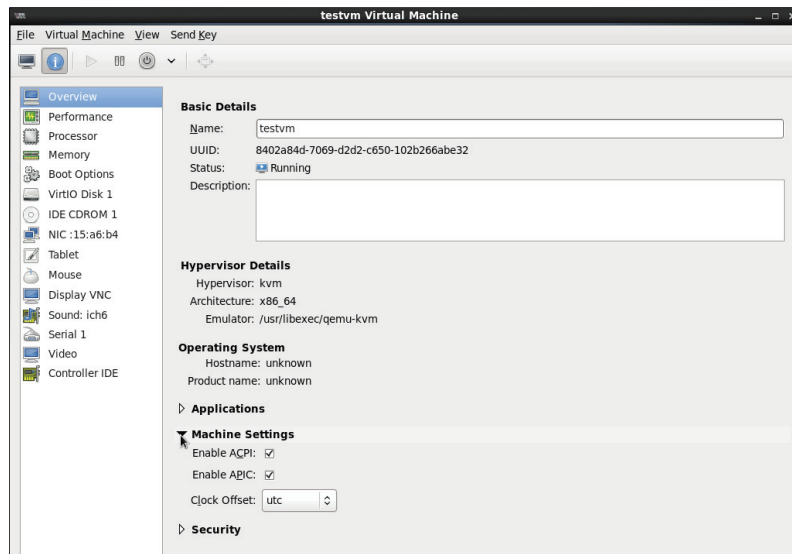 testvm Virtual Machine
File Virtual Machine View Send Key
Overview
Performance
Processor
Memory
Boot Options
VirtIO Disk 1
IDE CDROM 1
NIC :15:a6:b4
Tablet
Mouse
Display VNC
Sound: ich6
Serial 1
Video
Controller IDE
Basic Details
Name: testvm
UUID: 8402a84d-7069-d2d2-c650-102b266abe32
Status: Running
Description:
Hypervisor Details
Hypervisor: kvm
Architecture: x86_64
Emulator: /usr/libexec/qemu-kvm
Operating System
Hostname: unknown
Product name: unknown
Applications
Machine Settings
Enable ACPI:
Enable APIC:
Clock Offset: utc
Security